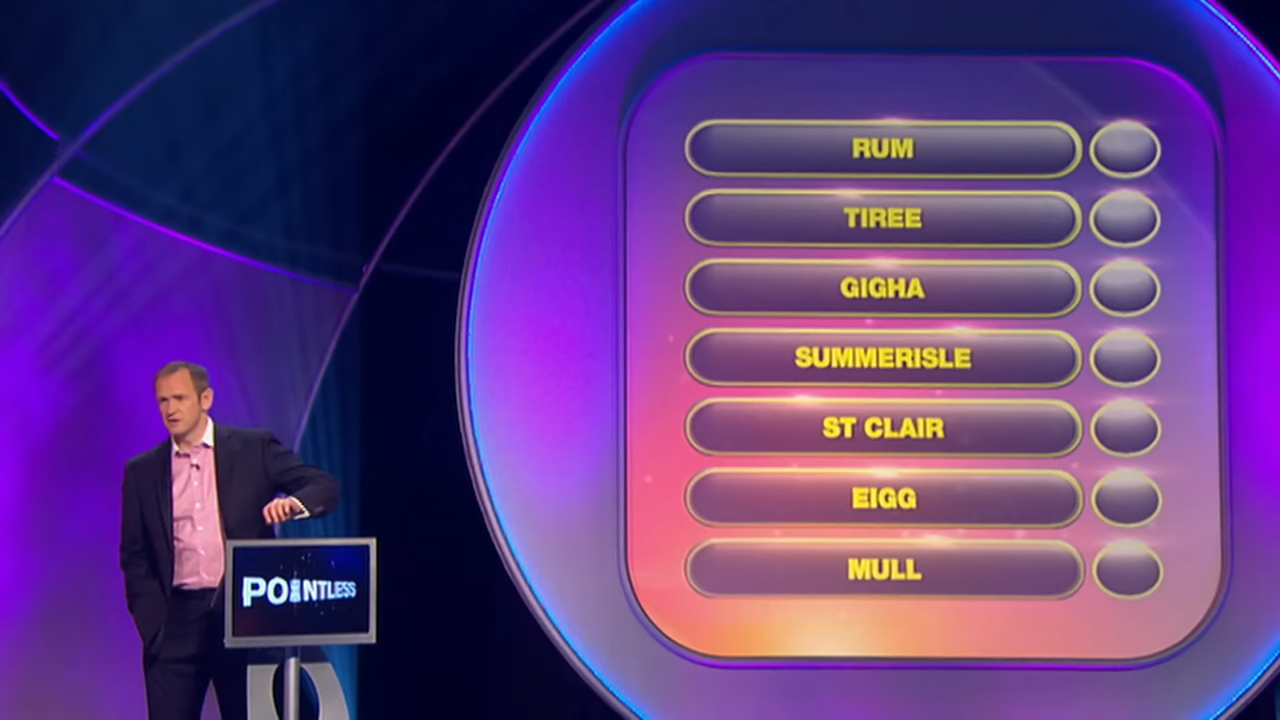 RUM
TIREE
GIGHA
SUMMERISLE
ST CLAIR
EIGG
MULL
POINTLESS